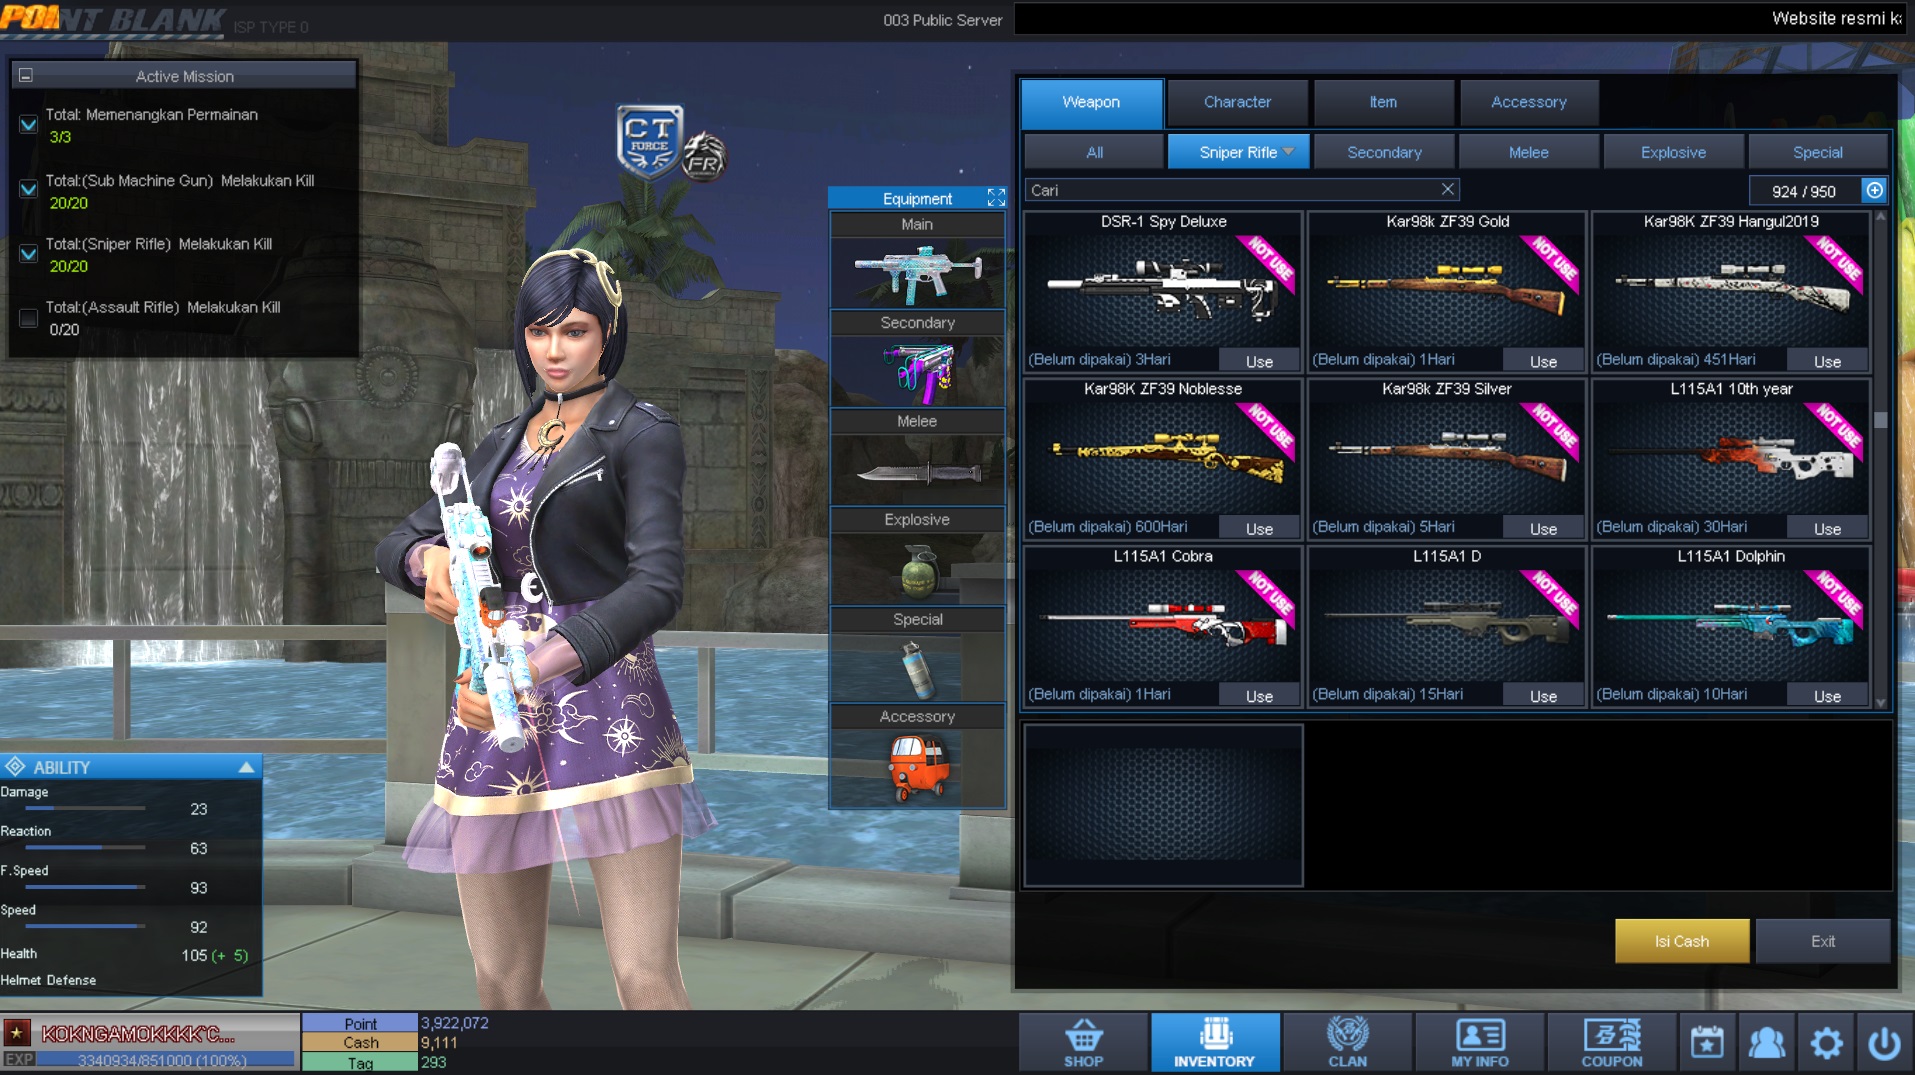 POINT BLANK
ISP TYPE 0
003 Public Server
Website resmi k
Active Mission
Total: Memenangkan Permainan
3/3
Total:(Sub Machine Gun) Melakukan Kill
20/20
Total:(Sniper Rifle) Melakukan Kill
20/20
Total:(Assault Rifle) Melakukan Kill
0/20
CT
FORCE
FR
Equipment
Main
Secondary
Melee
Explosive
Special
Accessory
Weapon
Character
Item
Accessory
All
Sniper Rifle
Secondary
Melee
Explosive
Special
Cari
924 / 950
DSR-1 Spy Deluxe
NOT USE
(Belum dipakai) 3Hari
Use
Kar98k ZF39 Gold
NOT USE
(Belum dipakai) 1Hari
Use
Kar98K ZF39 Hangul2019
NOT USE
(Belum dipakai) 451Hari
Use
Kar98K ZF39 Noblesse
NOT USE
(Belum dipakai) 600Hari
Use
Kar98k ZF39 Silver
NOT USE
(Belum dipakai) 5Hari
Use
L115A1 10th year
NOT USE
(Belum dipakai) 30Hari
Use
L115A1 Cobra
NOT USE
(Belum dipakai) 1Hari
Use
L115A1 D
NOT USE
(Belum dipakai) 15Hari
Use
L115A1 Dolphin
NOT USE
(Belum dipakai) 10Hari
Use
Isi Cash
Exit
ABILITY
Damage
23
Reaction
63
F.Speed
93
Speed
92
Health
105 (+ 5)
Helmet Defense
KOKNGAMOKKKK~C...
EXP 3340934/851000 (100%)
Point 3,922,072
Cash 9,111
Tag 293
SHOP
INVENTORY
CLAN
MY INFO
COUPON